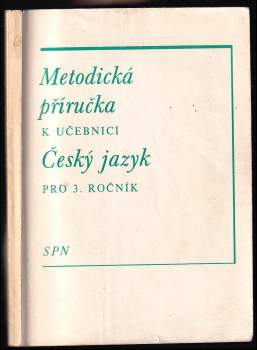 Metodická
příručka
K UČEBNICI
Český jazyk
PRO 3. ROČNÍK
SPN